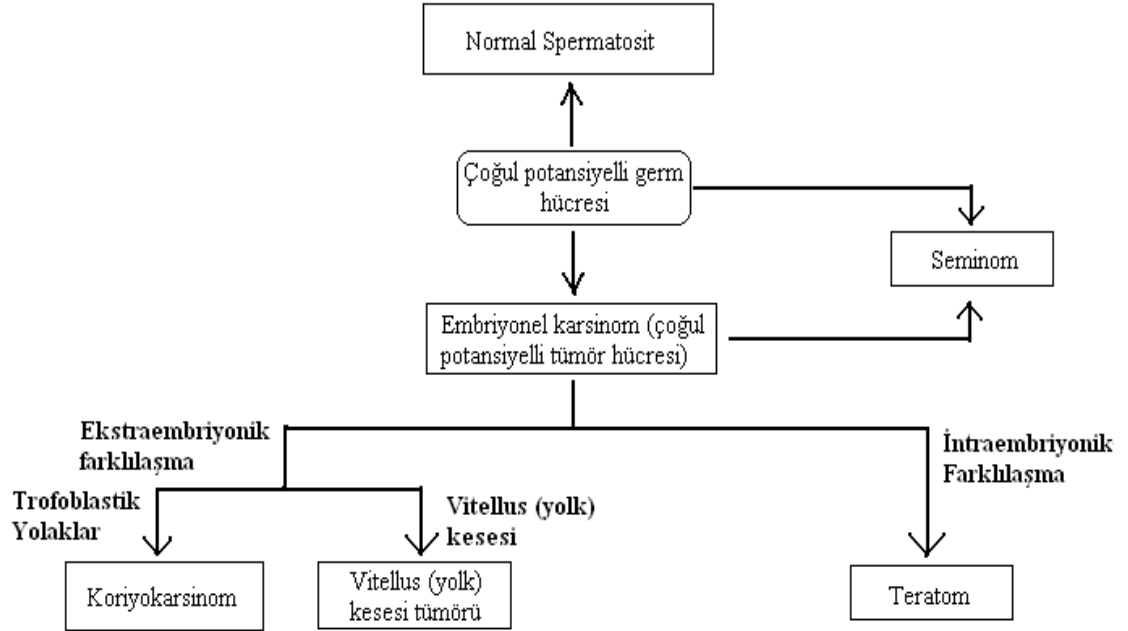 Normal Spermatosit
Çoğul potansiyelli germ
hücresi
Seminom
Embriyonel karsinom (çoğul
potansiyelli tümör hücresi)
Ekstraembriyonik
farklılaşma
İntraembriyonik
Farklılaşma
Trofoblastik
Yolaklar
Vitellus (yolk)
kesesi
Koriyokarsinom
Vitellus (yolk)
kesesi tümörü
Teratom